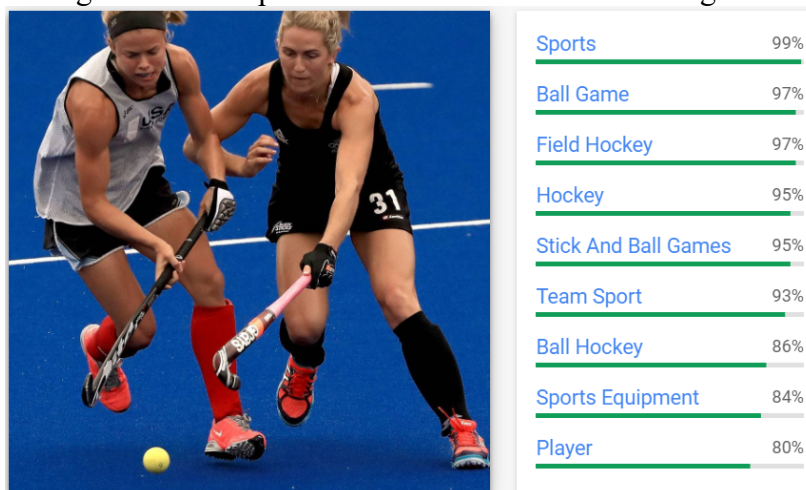 Sports 99%
Ball Game 97%
Field Hockey 97%
Hockey 95%
Stick And Ball Games 95%
Team Sport 93%
Ball Hockey 86%
Sports Equipment 84%
Player 80%
USA
31